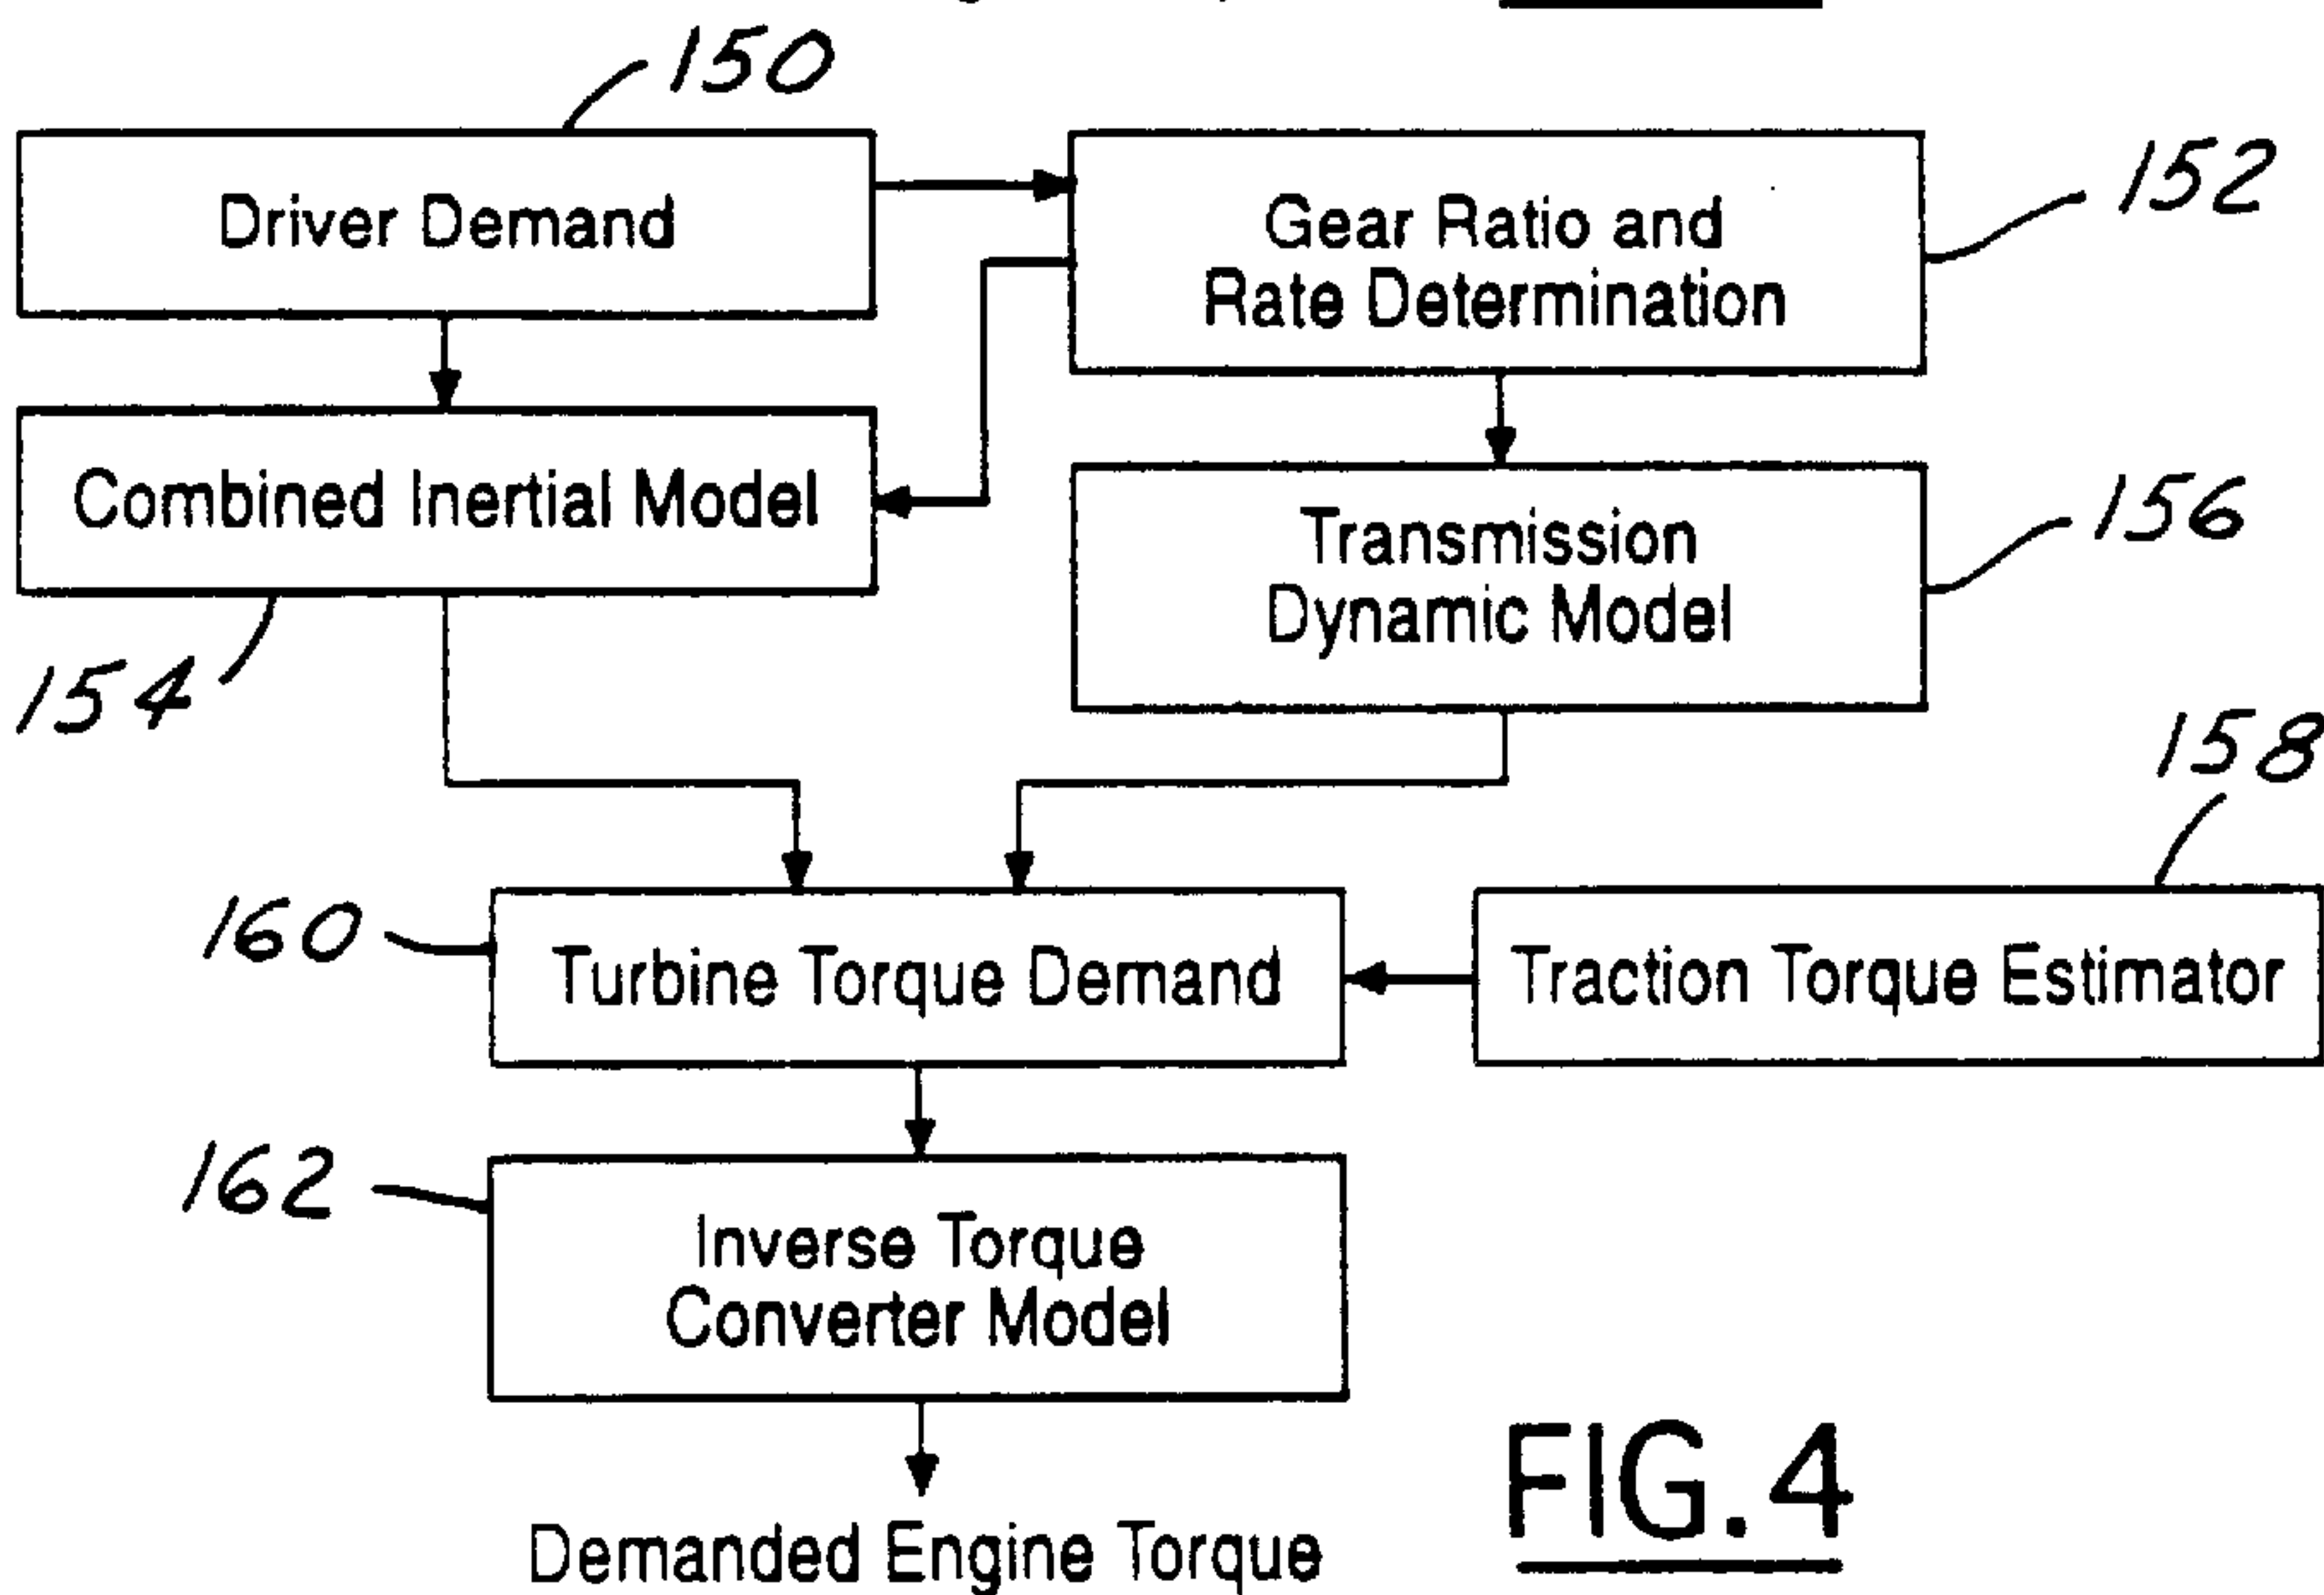 150
Driver Demand
Gear Ratio and
Rate Determination
152
Combined Inertial Model
154
Transmission
Dynamic Model
156
158
160
Turbine Torque Demand
Traction Torque Estimator
162
Inverse Torque
Converter Model
Demanded Engine Torque
FIG.4